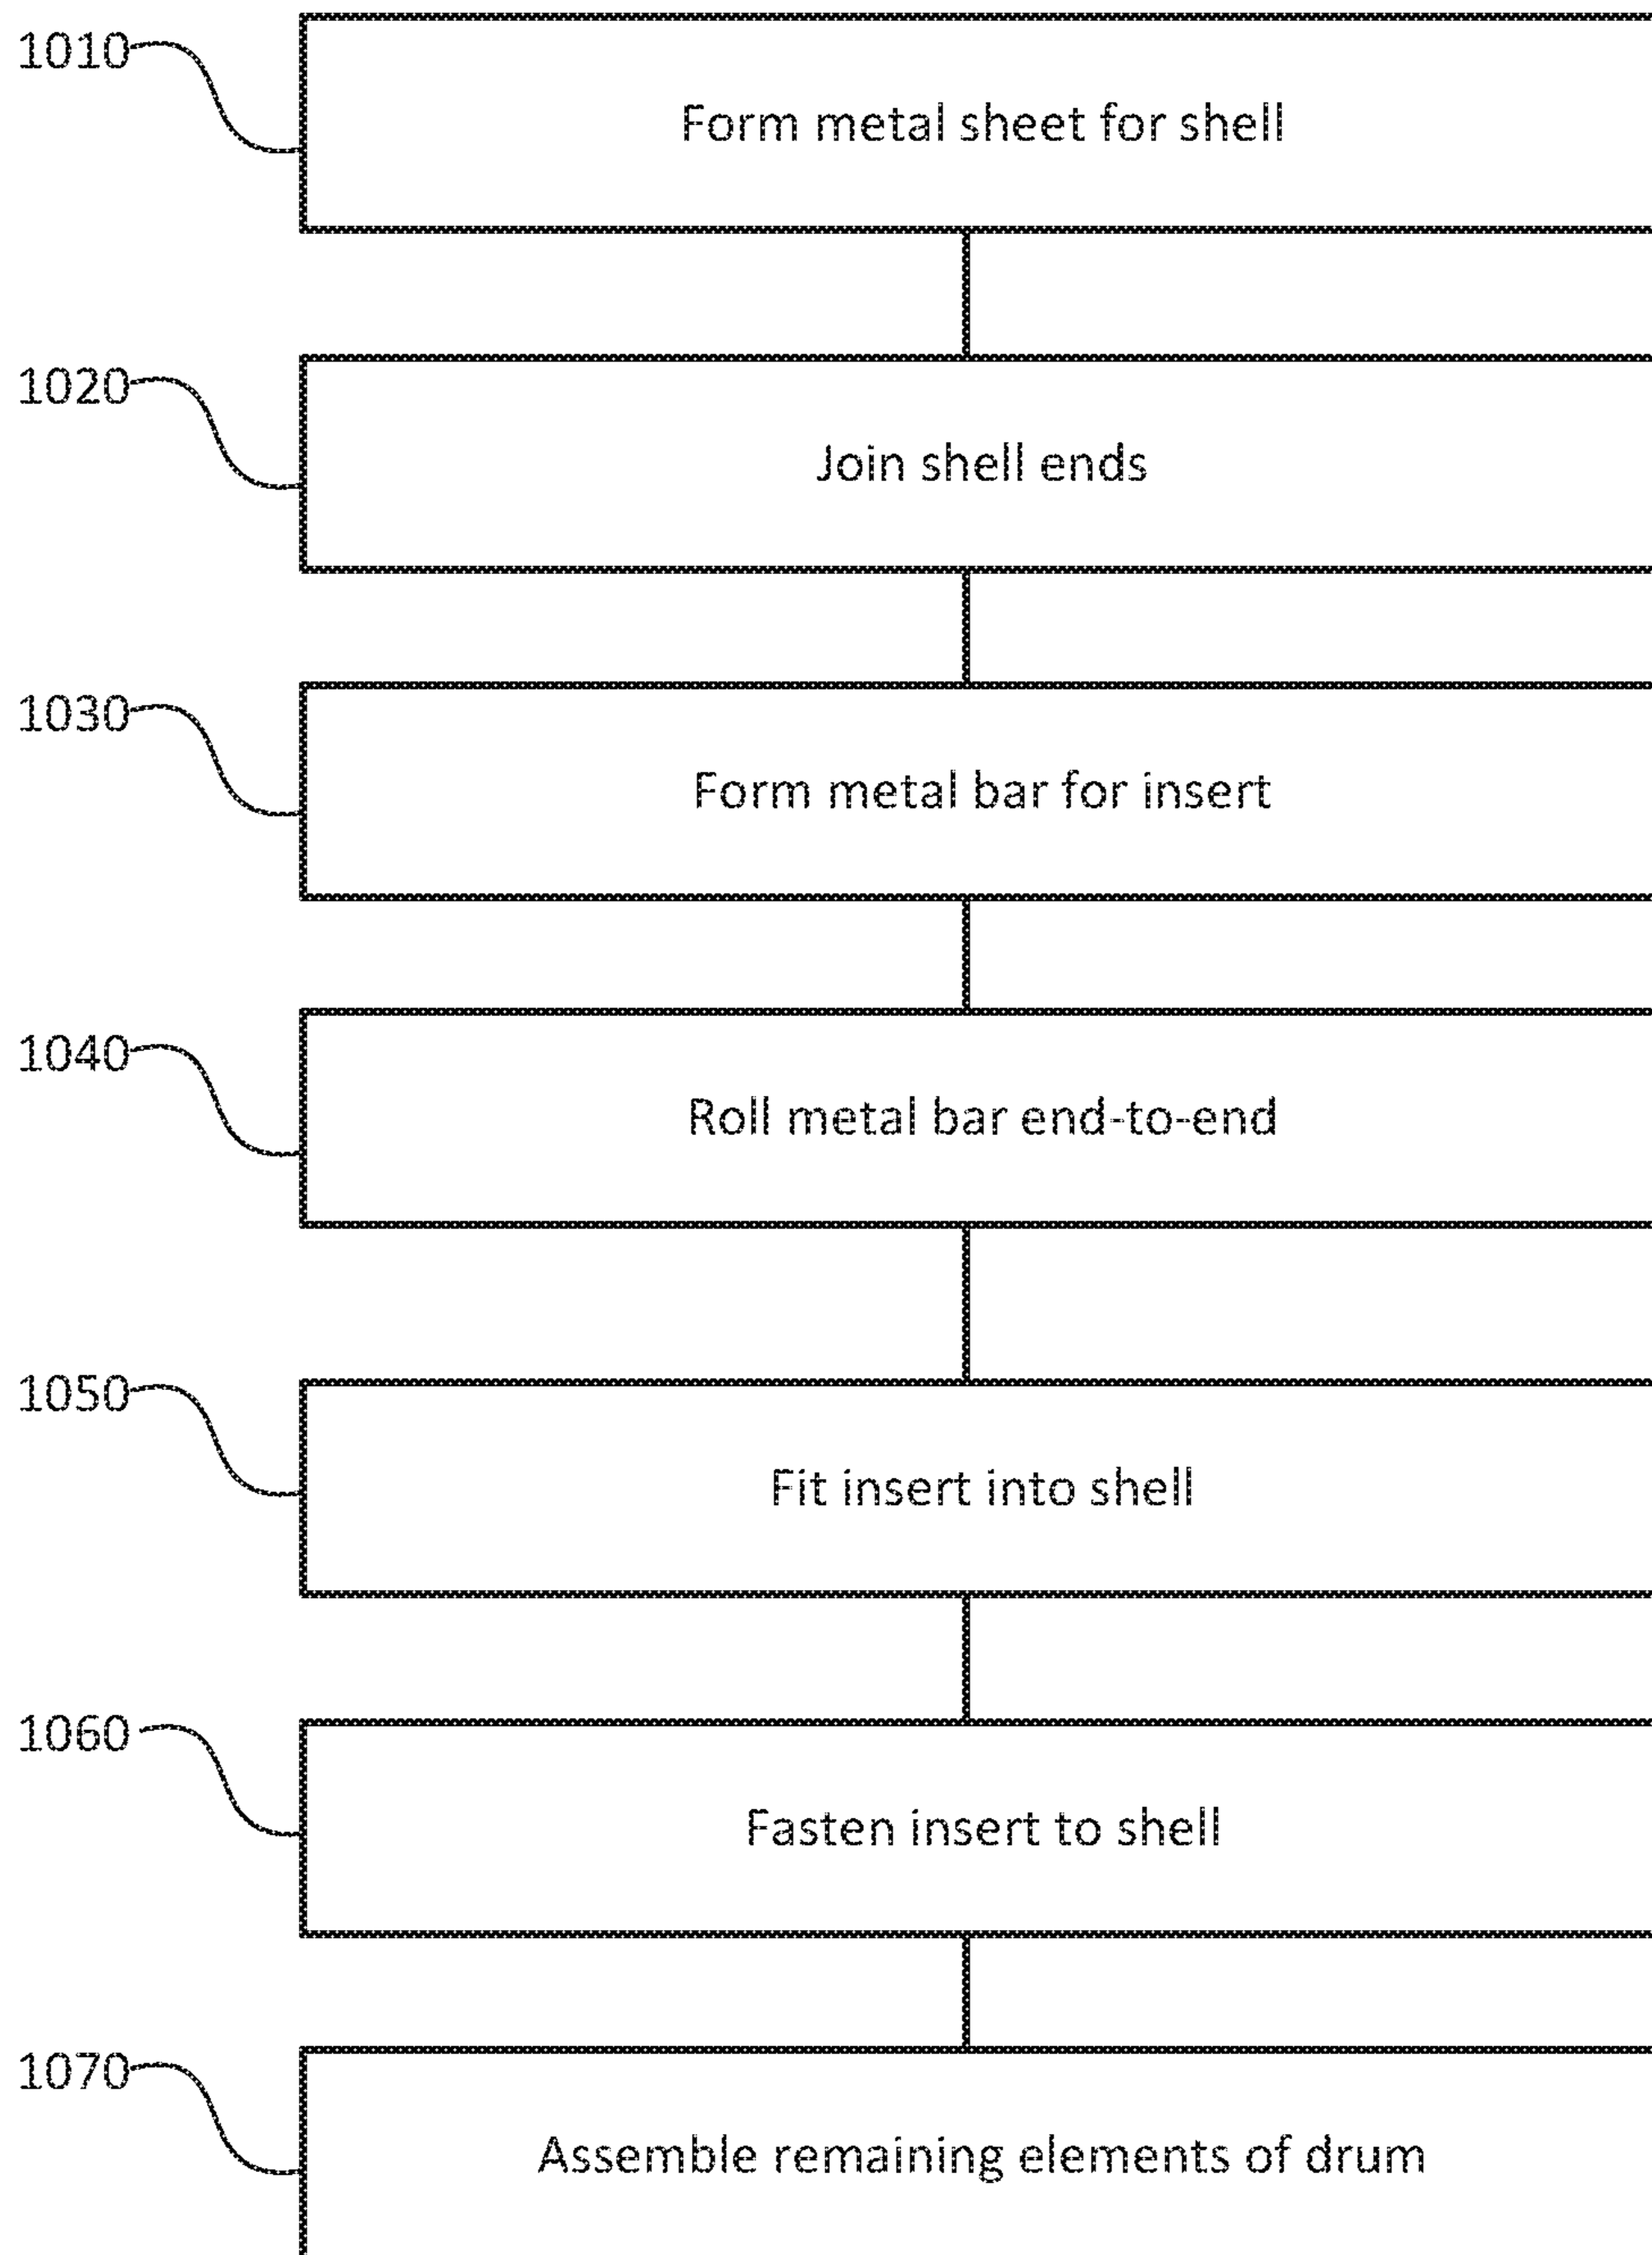 1010
Form metal sheet for shell
1020
Join shell ends
1030
Form metal bar for insert
1040
Roll metal bar end-to-end
1050
Fit insert into shell
1060
Fasten insert to shell
1070
Assemble remaining elements of drum